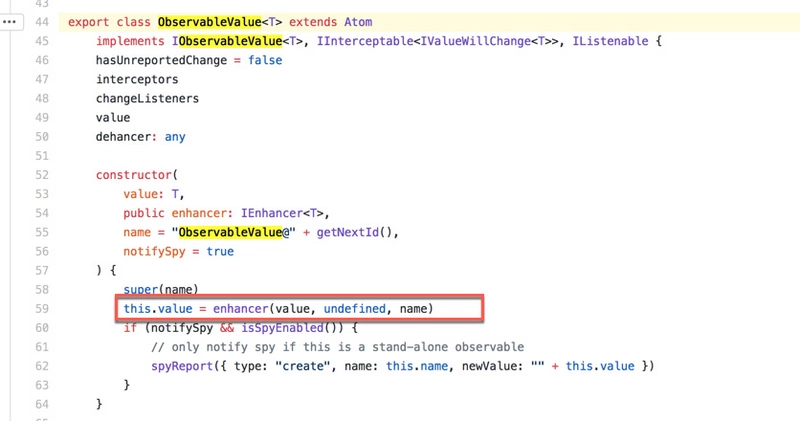 43
44 export class ObservableValue<T> extends Atom
45 implements IObservableValue<T>, IInterceptable<IValueWillChange<T>>, IListenable {
46 hasUnreportedChange = false
47 interceptors
48 changeListeners
49 value
50 dehancer: any
51
52 constructor(
53 value: T,
54 public enhancer: IEnhancer<T>,
55 name = "ObservableValue@" + getNextId(),
56 notifySpy = true
57 ) {
58 super(name)
59 this.value = enhancer(value, undefined, name)
60 if (notifySpy && isSpyEnabled()) {
61 // only notify spy if this is a stand-alone observable
62 spyReport({ type: "create", name: this.name, newValue: "" + this.value })
63 }
64 }